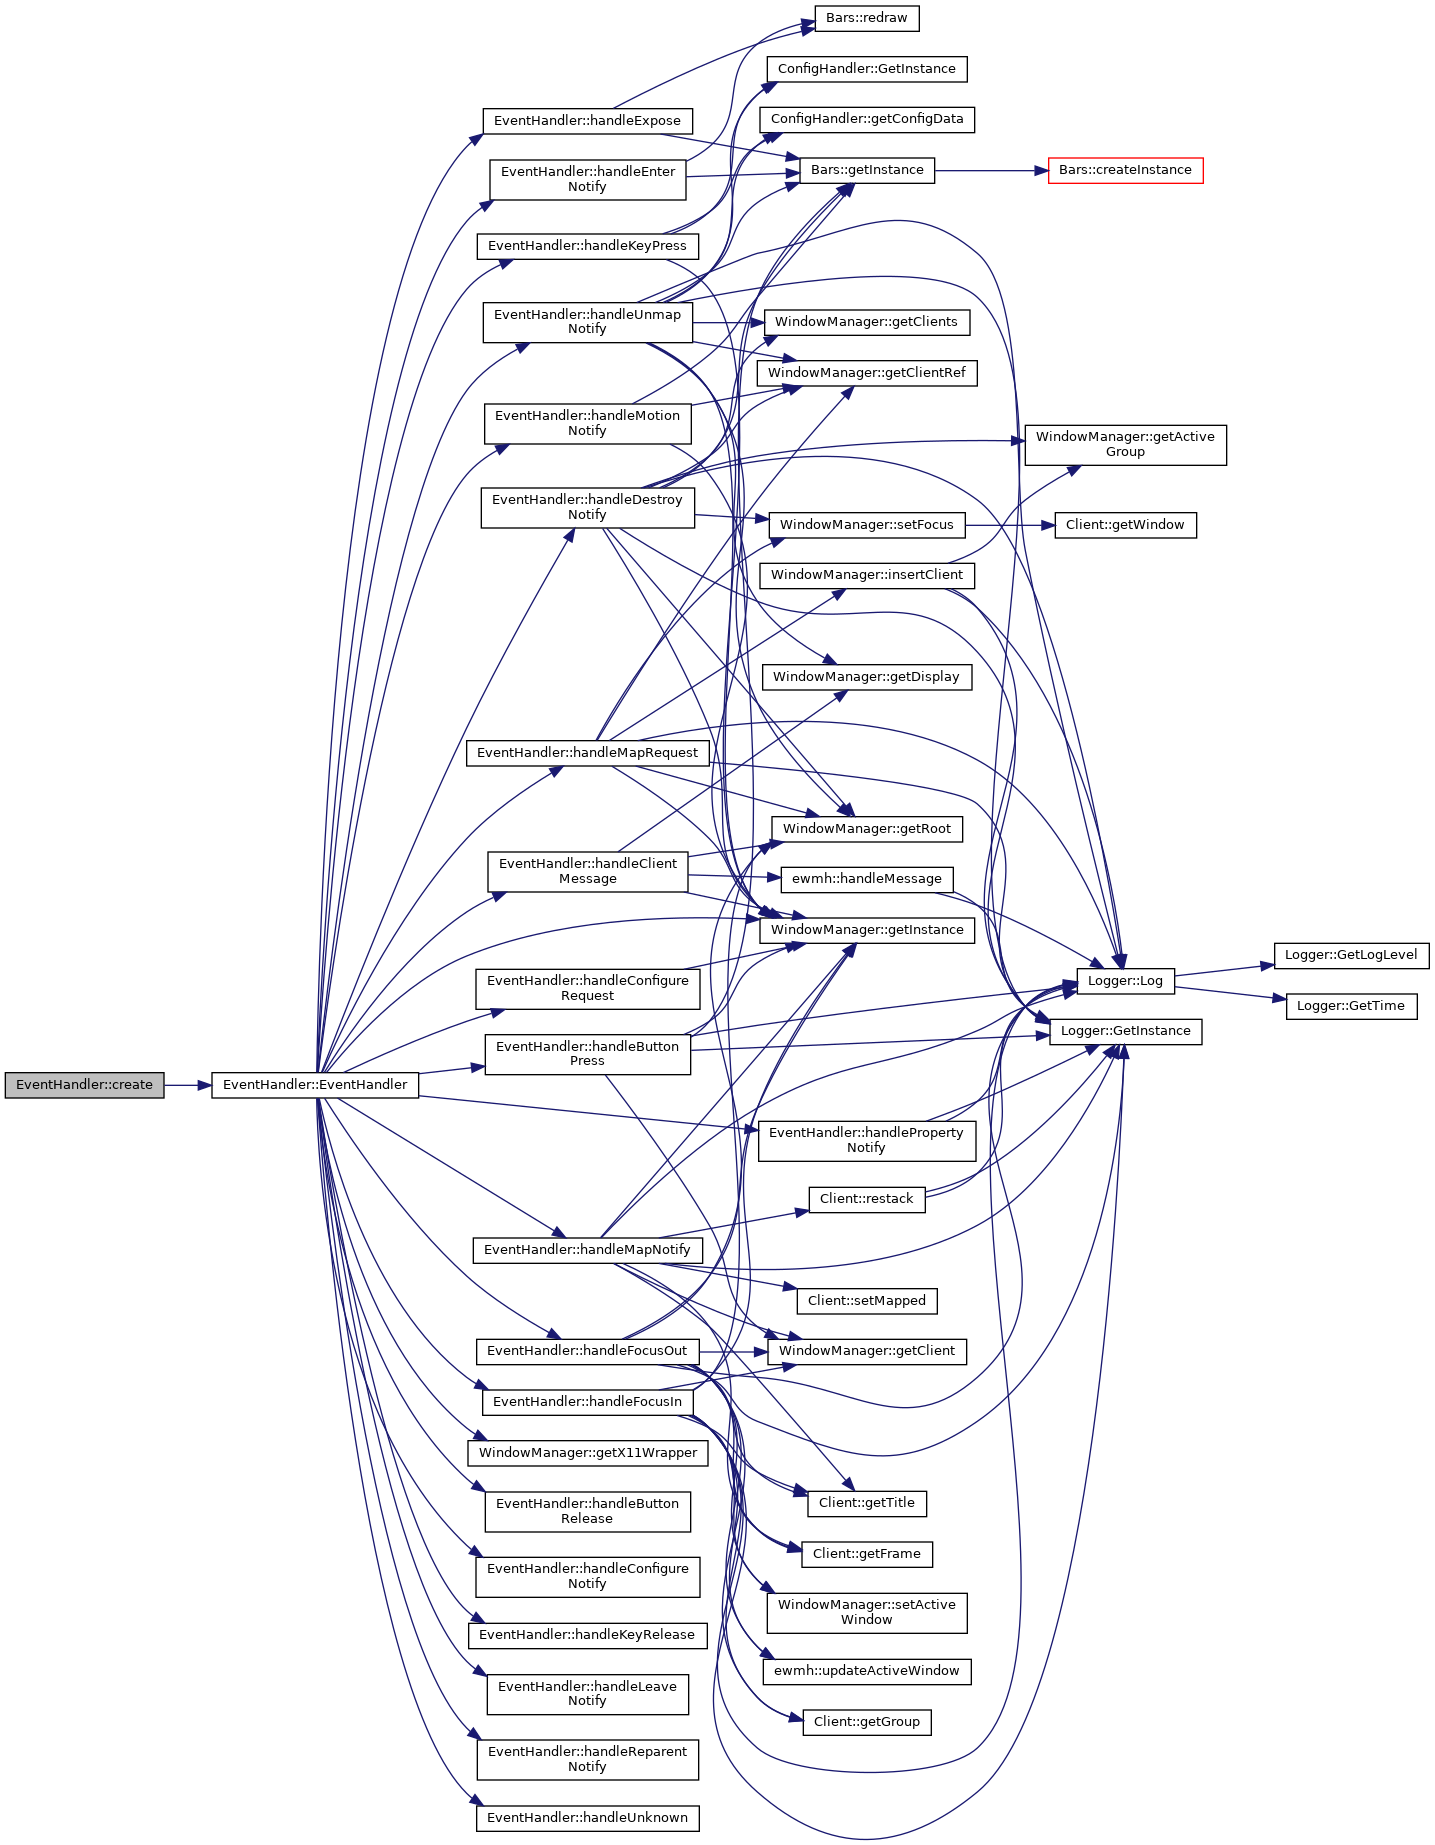 EventHandler::create
EventHandler::EventHandler
EventHandler::handleExpose
EventHandler::handleEnter
Notify
EventHandler::handleKeyPress
EventHandler::handleUnmap
Notify
EventHandler::handleMotion
Notify
EventHandler::handleDestroy
Notify
EventHandler::handleMapRequest
EventHandler::handleClient
Message
EventHandler::handleConfigure
Request
EventHandler::handleButton
Press
EventHandler::handleMapNotify
EventHandler::handleFocusOut
EventHandler::handleFocusIn
WindowManager::getX11Wrapper
EventHandler::handleButton
Release
EventHandler::handleConfigure
Notify
EventHandler::handleKeyRelease
EventHandler::handleLeave
Notify
EventHandler::handleReparent
Notify
EventHandler::handleUnknown
Bars::redraw
ConfigHandler::GetInstance
ConfigHandler::getConfigData
Bars::getInstance
WindowManager::getClients
WindowManager::getClientRef
WindowManager::setFocus
WindowManager::insertClient
WindowManager::getDisplay
WindowManager::getRoot
ewmh::handleMessage
WindowManager::getInstance
EventHandler::handleProperty
Notify
Client::restack
Client::setMapped
WindowManager::getClient
Client::getTitle
Client::getFrame
WindowManager::setActive
Window
ewmh::updateActiveWindow
Client::getGroup
Bars::createInstance
WindowManager::getActive
Group
Client::getWindow
Logger::Log
Logger::GetInstance
Logger::GetLogLevel
Logger::GetTime